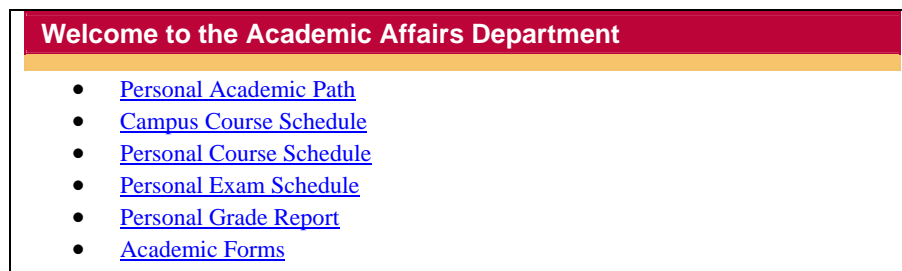 Welcome to the Academic Affairs Department
• Personal Academic Path
• Campus Course Schedule
• Personal Course Schedule
• Personal Exam Schedule
• Personal Grade Report
• Academic Forms